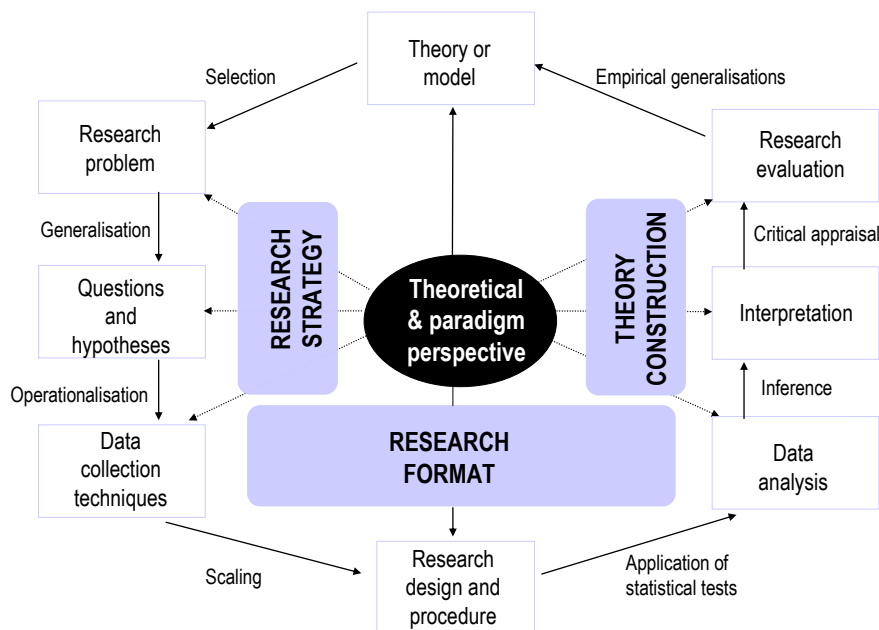 Theory or
model
Selection
Empirical generalisations
Research
problem
Research
evaluation
Generalisation
Critical appraisal
RESEARCH
STRATEGY
THEORY
CONSTRUCTION
Questions
and
hypotheses
Theoretical
& paradigm
perspective
Interpretation
Operationalisation
Inference
Data
collection
techniques
RESEARCH
FORMAT
Data
analysis
Scaling
Research
design and
procedure
Application of
statistical tests